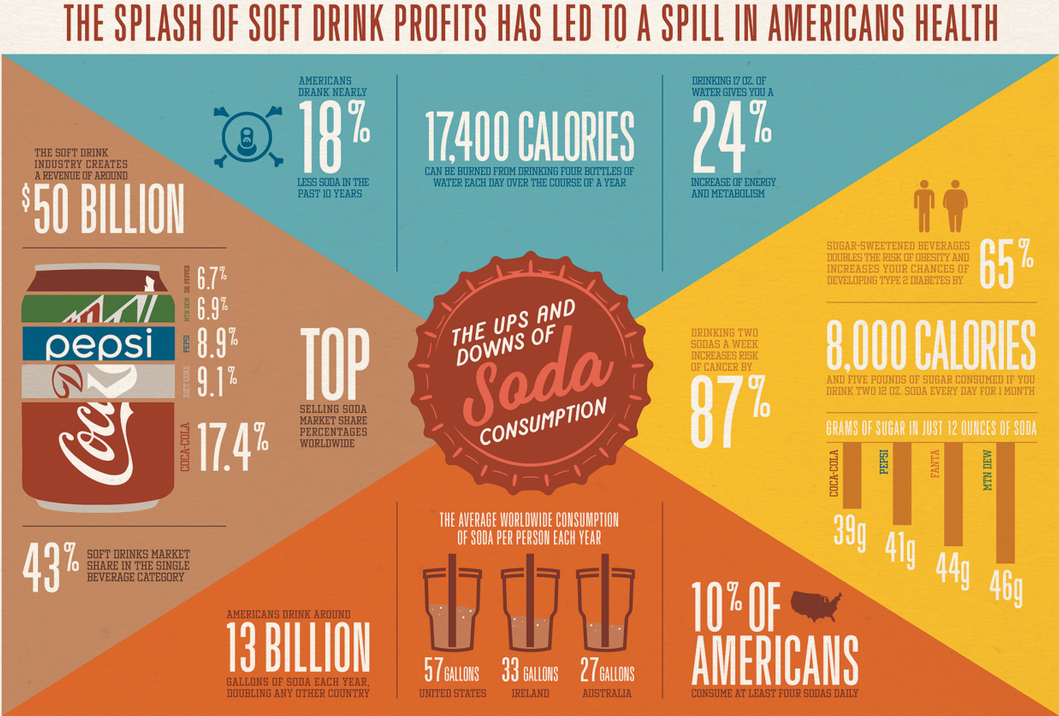 THE SPLASH OF SOFT DRINK PROFITS HAS LED TO A SPILL IN AMERICANS HEALTH
THE SOFT DRINK
INDUSTRY CREATES
A REVENUE OF AROUND
$50 BILLION
DR PEPPER
6.7%
MTN DEW
6.9%
pepsi
PEPSI
8.9%
D
DIET COKE
9.1%
Cock
COCA-COLA
17.4%
TOP
SELLING SODA
MARKET SHARE
PERCENTAGES
WORLDWIDE
43%
SOFT DRINKS MARKET
SHARE IN THE SINGLE
BEVERAGE CATEGORY
AMERICANS
DRANK NEARLY
18%
LESS SODA IN THE
PAST 10 YEARS
17,400 CALORIES
CAN BE BURNED FROM DRINKING FOUR BOTTLES OF
WATER EACH DAY OVER THE COURSE OF A YEAR
DRINKING 17 OZ. OF
WATER GIVES YOU A
24%
INCREASE OF ENERGY
AND METABOLISM
THE UPS AND
DOWNS OF
Soda
CONSUMPTION
SUGAR-SWEETENED BEVERAGES
DOUBLES THE RISK OF OBESITY AND
INCREASES YOUR CHANCES OF
DEVELOPING TYPE 2 DIABETES BY
65%
DRINKING TWO
SODAS A WEEK
INCREASES RISK
OF CANCER BY
87%
8,000 CALORIES
AND FIVE POUNDS OF SUGAR CONSUMED IF YOU
DRINK TWO 12 OZ. SODA EVERY DAY FOR 1 MONTH
GRAMS OF SUGAR IN JUST 12 OUNCES OF SODA
COCA-COLA
39g
PEPSI
41g
FANTA
44g
MTN DEW
46g
AMERICANS DRINK AROUND
13 BILLION
GALLONS OF SODA EACH YEAR,
DOUBLING ANY OTHER COUNTRY
THE AVERAGE WORLDWIDE CONSUMPTION
OF SODA PER PERSON EACH YEAR
57 GALLONS
UNITED STATES
33 GALLONS
IRELAND
27 GALLONS
AUSTRALIA
10% OF
AMERICANS
CONSUME AT LEAST FOUR SODAS DAILY